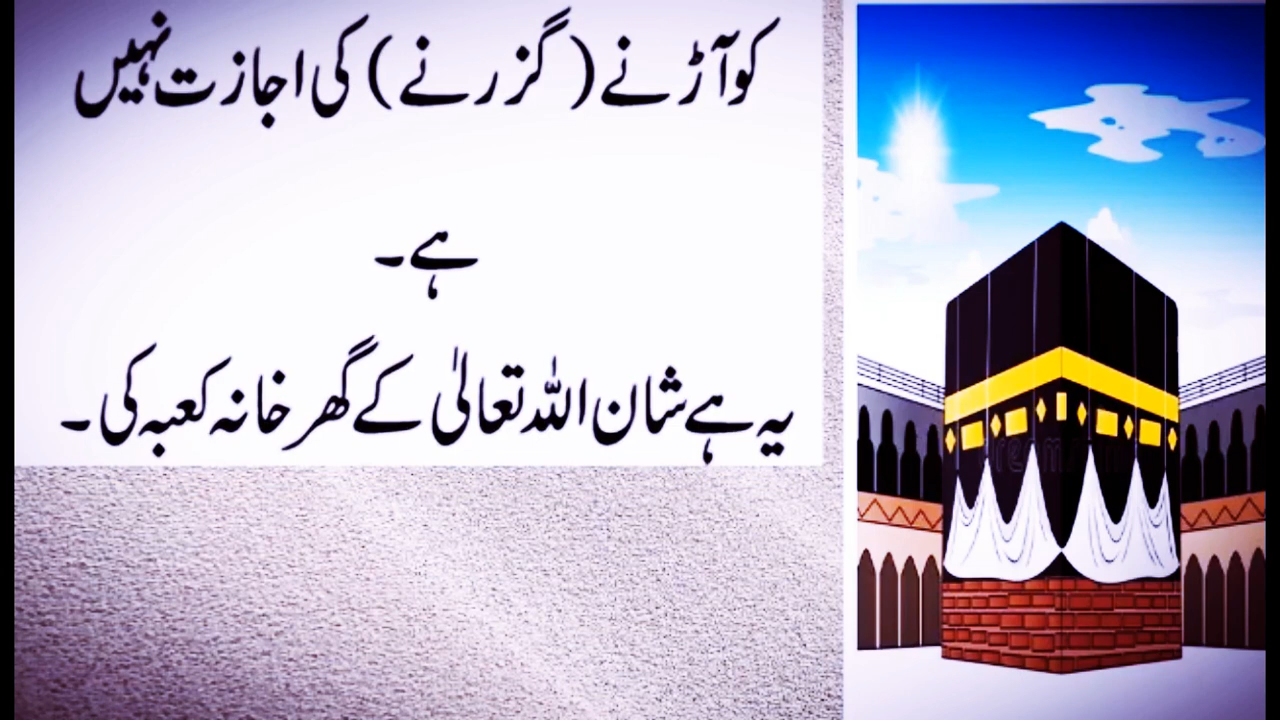 کو آڑنے (گزرنے) کی اجازت نہیں
ہے۔
یہ ہے شان اللہ تعالیٰ کے گھر خانہ کعبہ کی۔